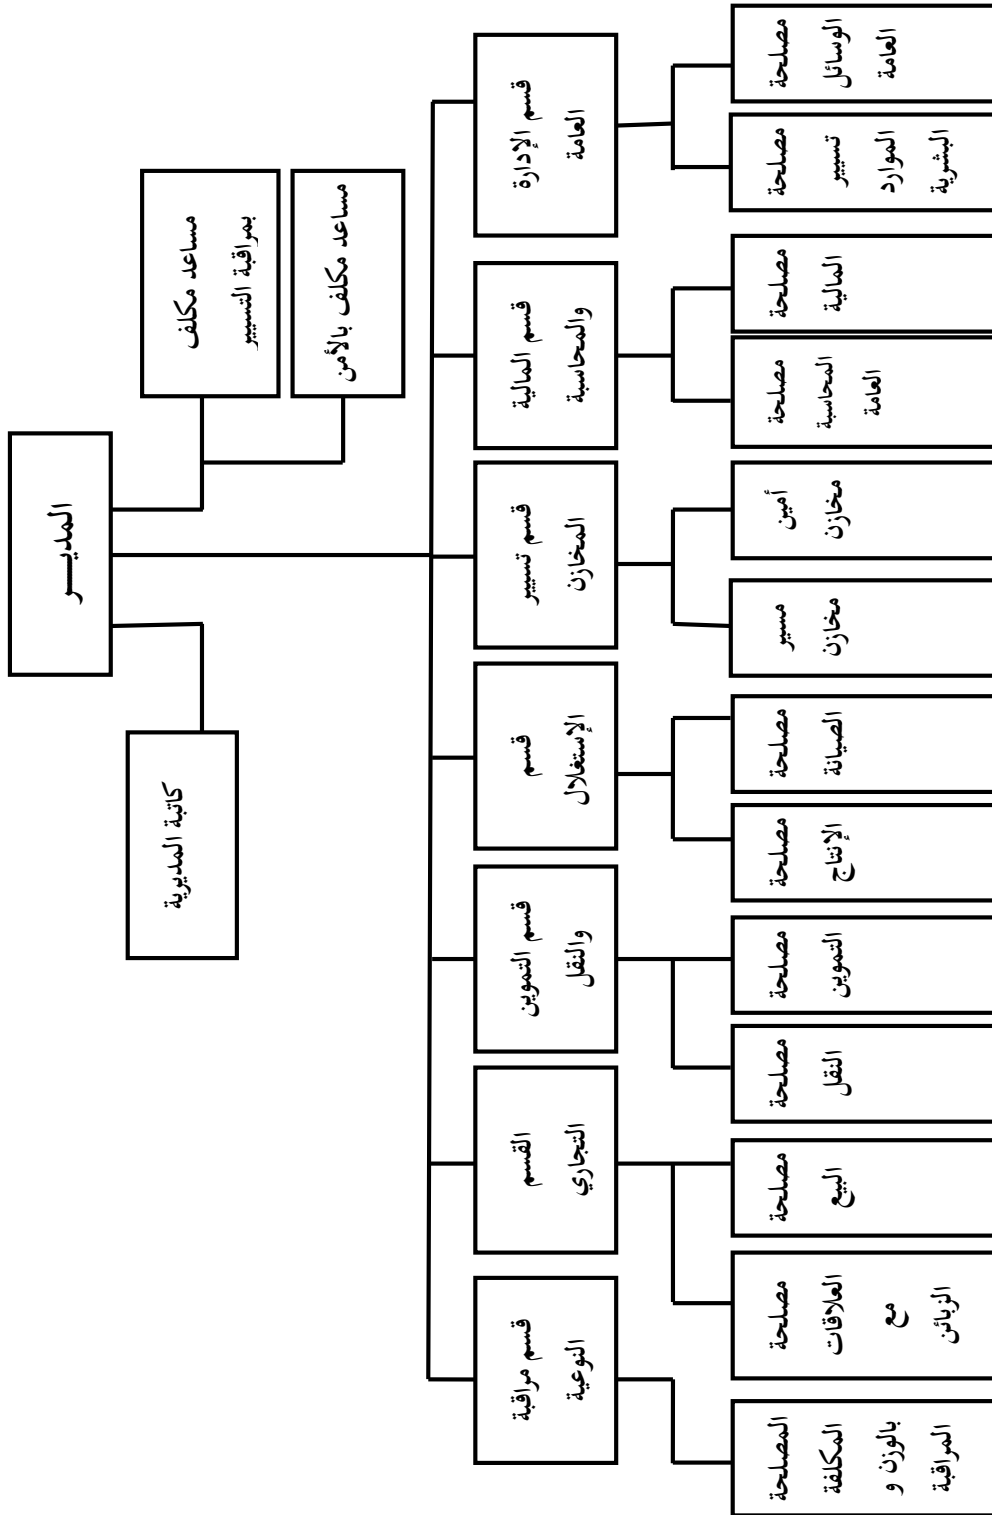 المديــــر
مساعد مكلف
بمراقبة التسيير
مساعد مكلف بالأمن
كاتبة المديرية
قسم الإدارة
العامة
قسم المالية
والمحاسبة
قسم تسيير
المخازن
قسم
الإستغلال
قسم التموين
والنقل
القسم
التجاري
قسم مراقبة
النوعية
مصلحة
الوسائل
العامة
مصلحة
تسيير
الموارد
البشرية
مصلحة
المالية
مصلحة
المحاسبة
العامة
أمين
مخازن
مسير
مخازن
مصلحة
الصيانة
مصلحة
الإنتاج
مصلحة
التموين
مصلحة
النقل
مصلحة
البيع
مصلحة
العلاقات
مع
الزبائن
المصلحة
المكلفة
بالوزن و
المراقبة